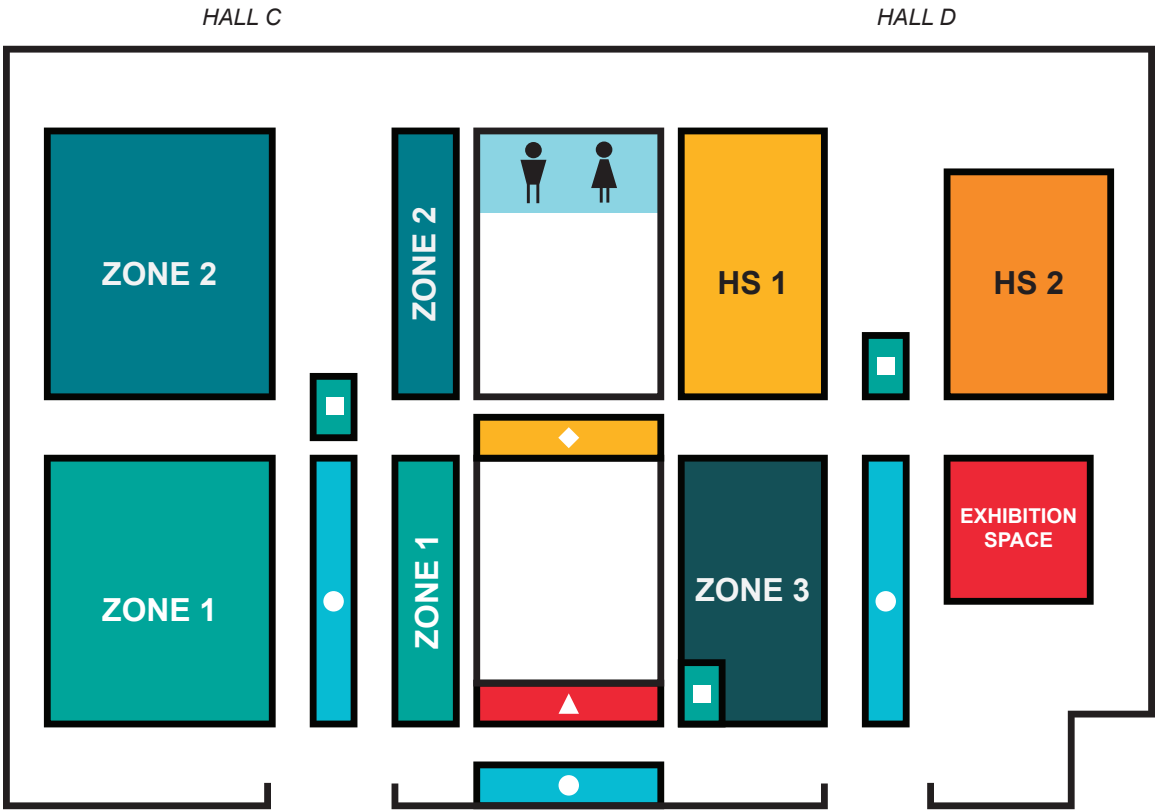 HALL C
HALL D
ZONE 2
ZONE 2
HS 1
HS 2
ZONE 1
ZONE 1
ZONE 3
EXHIBITION
SPACE